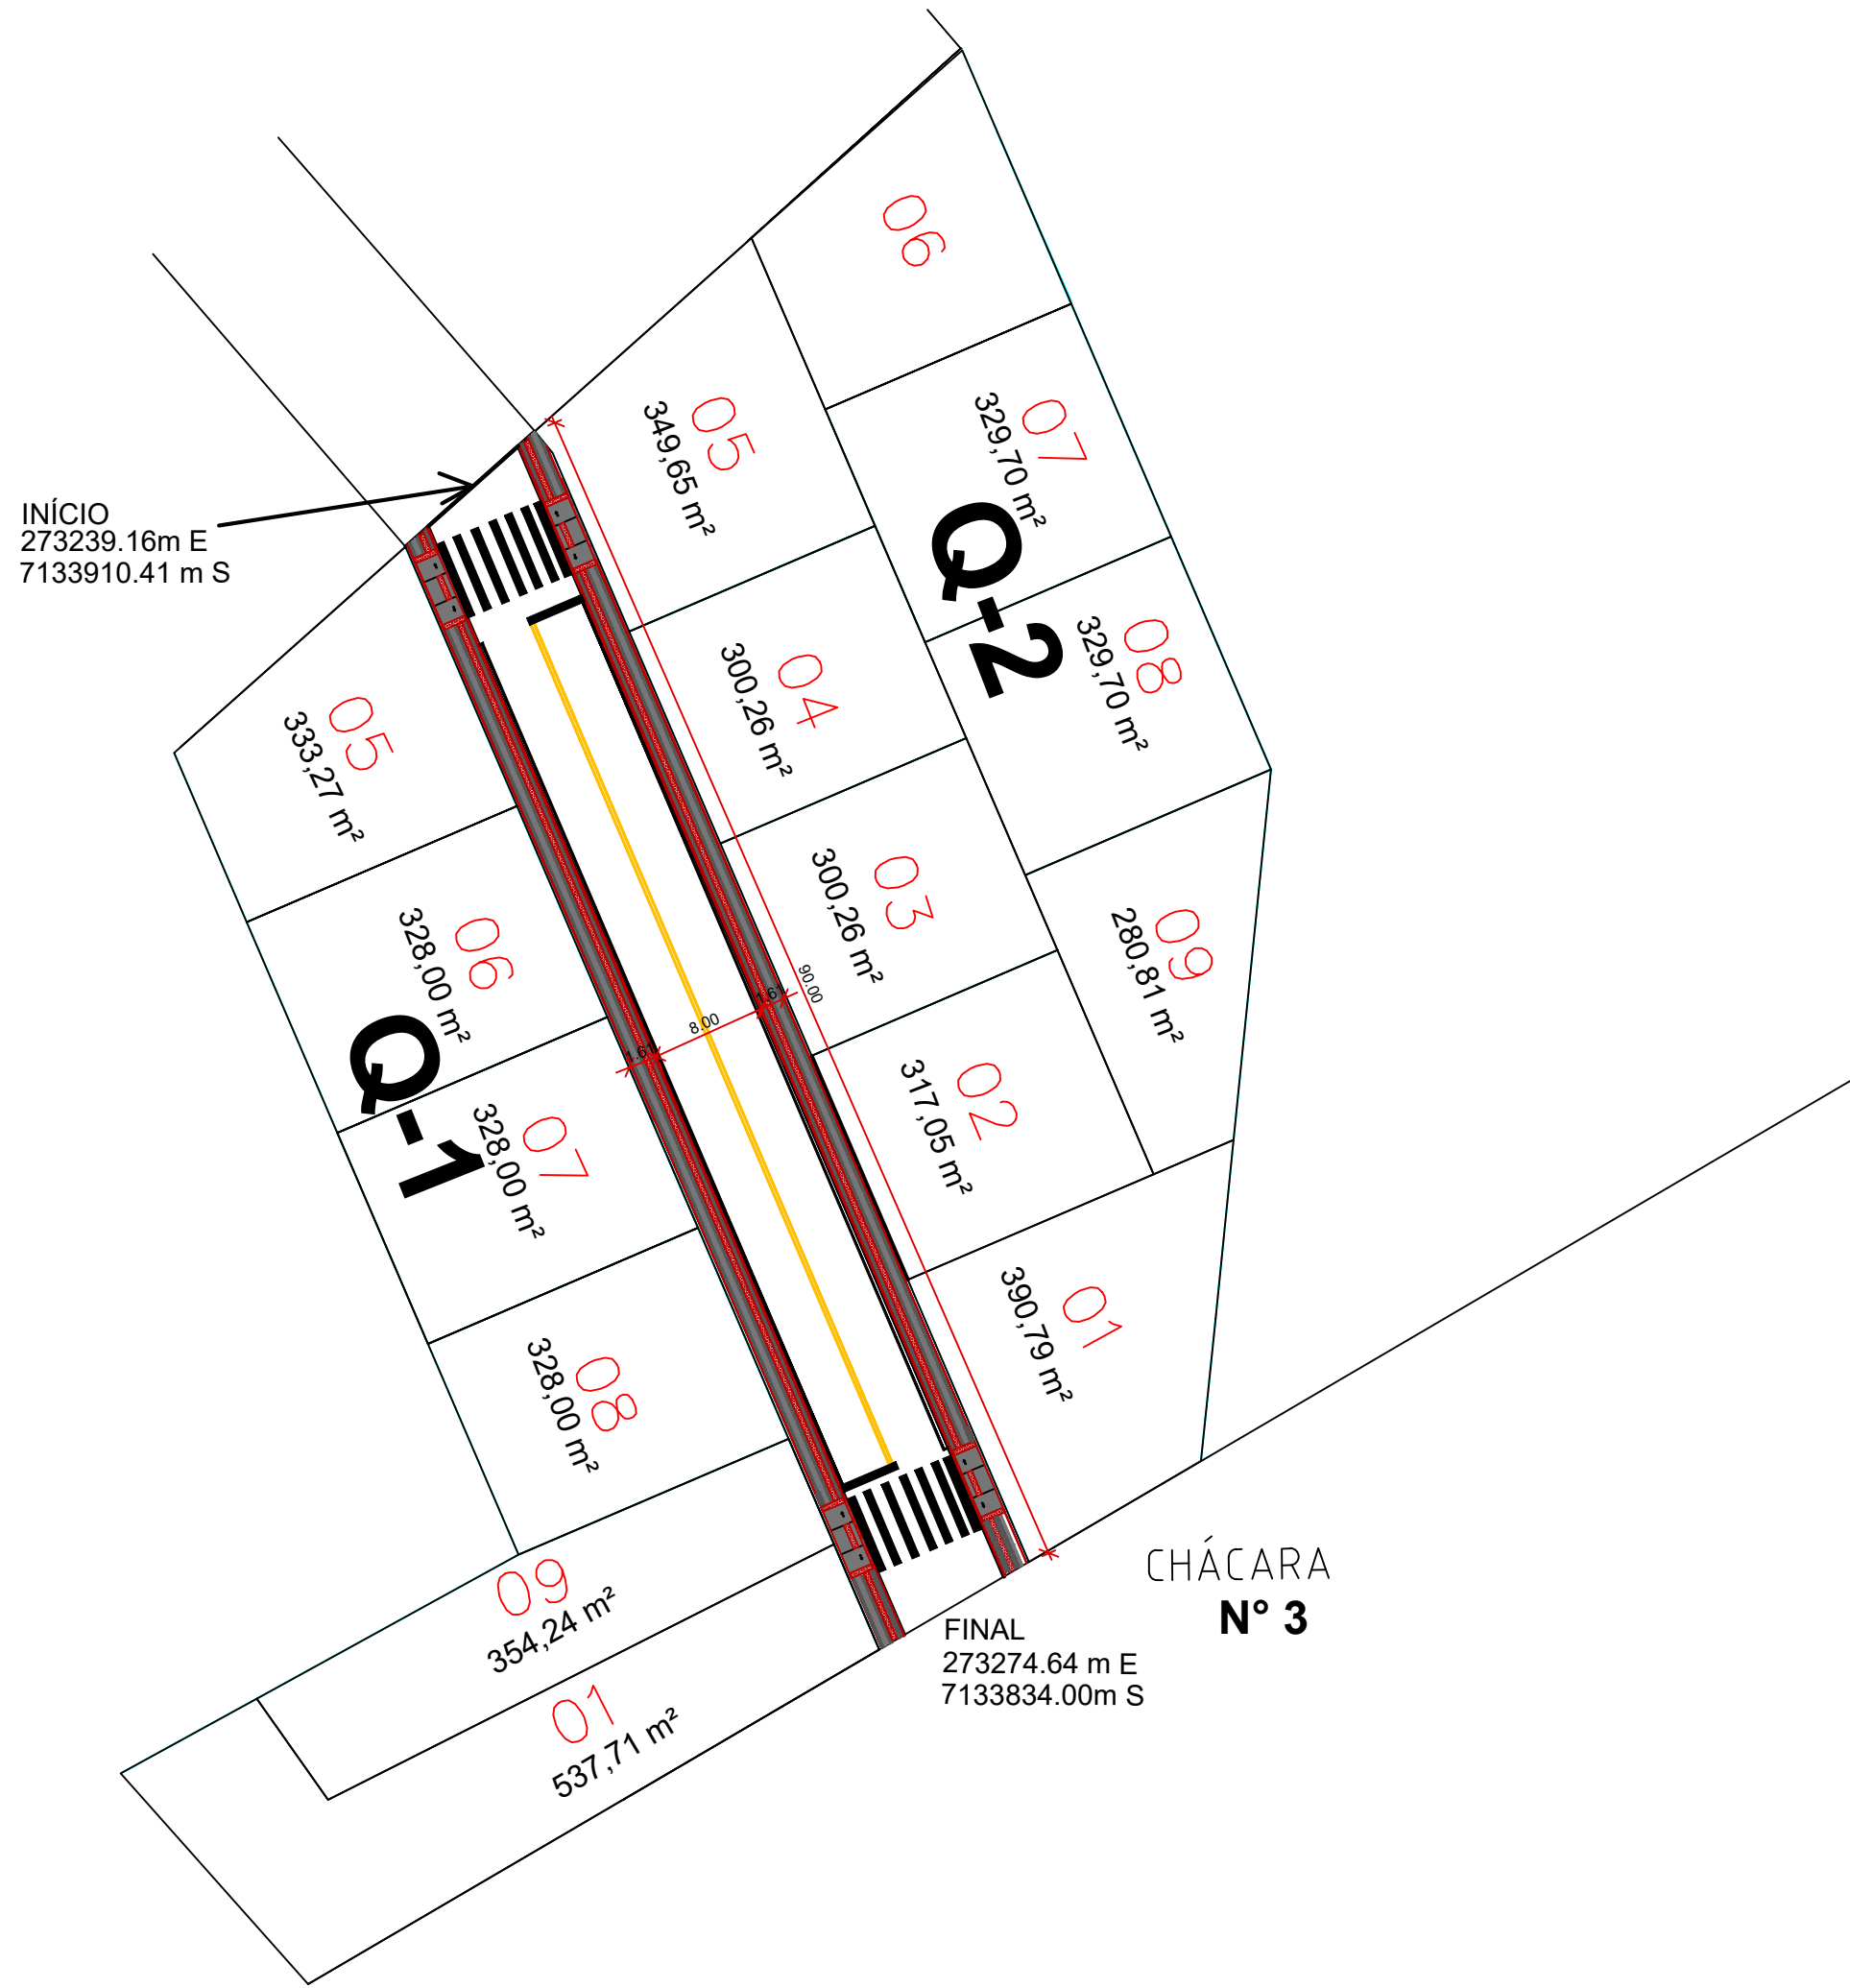 06
07
329,70 m²
05
349,65 m²
Q-2
INÍCIO
273239.16m E
7133910.41 m S
08
329,70 m²
04
300,26 m²
05
333,27 m²
03
300,26 m²
09
280,81 m²
06
328,00 m²
90.00
1.61
8.00
1.61
Q-1
02
317,05 m²
07
328,00 m²
01
390,79 m²
08
328,00 m²
CHÁCARA
N° 3
09
354,24 m²
FINAL
273274.64 m E
7133834.00m S
01
537,71 m²